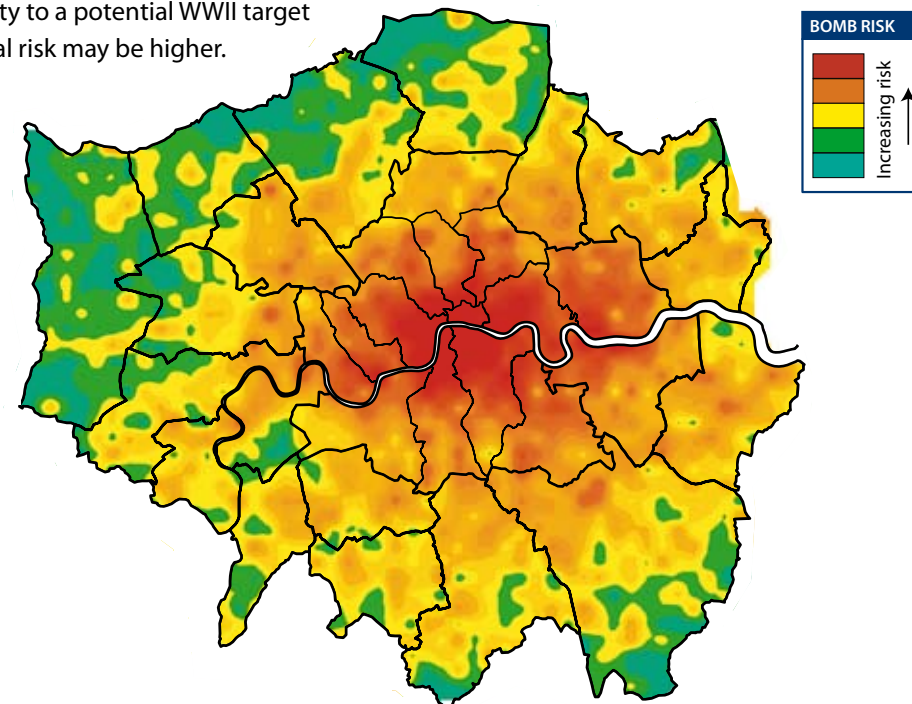 ty to a potential WWII target
al risk may be higher.
BOMB RISK
Increasing risk